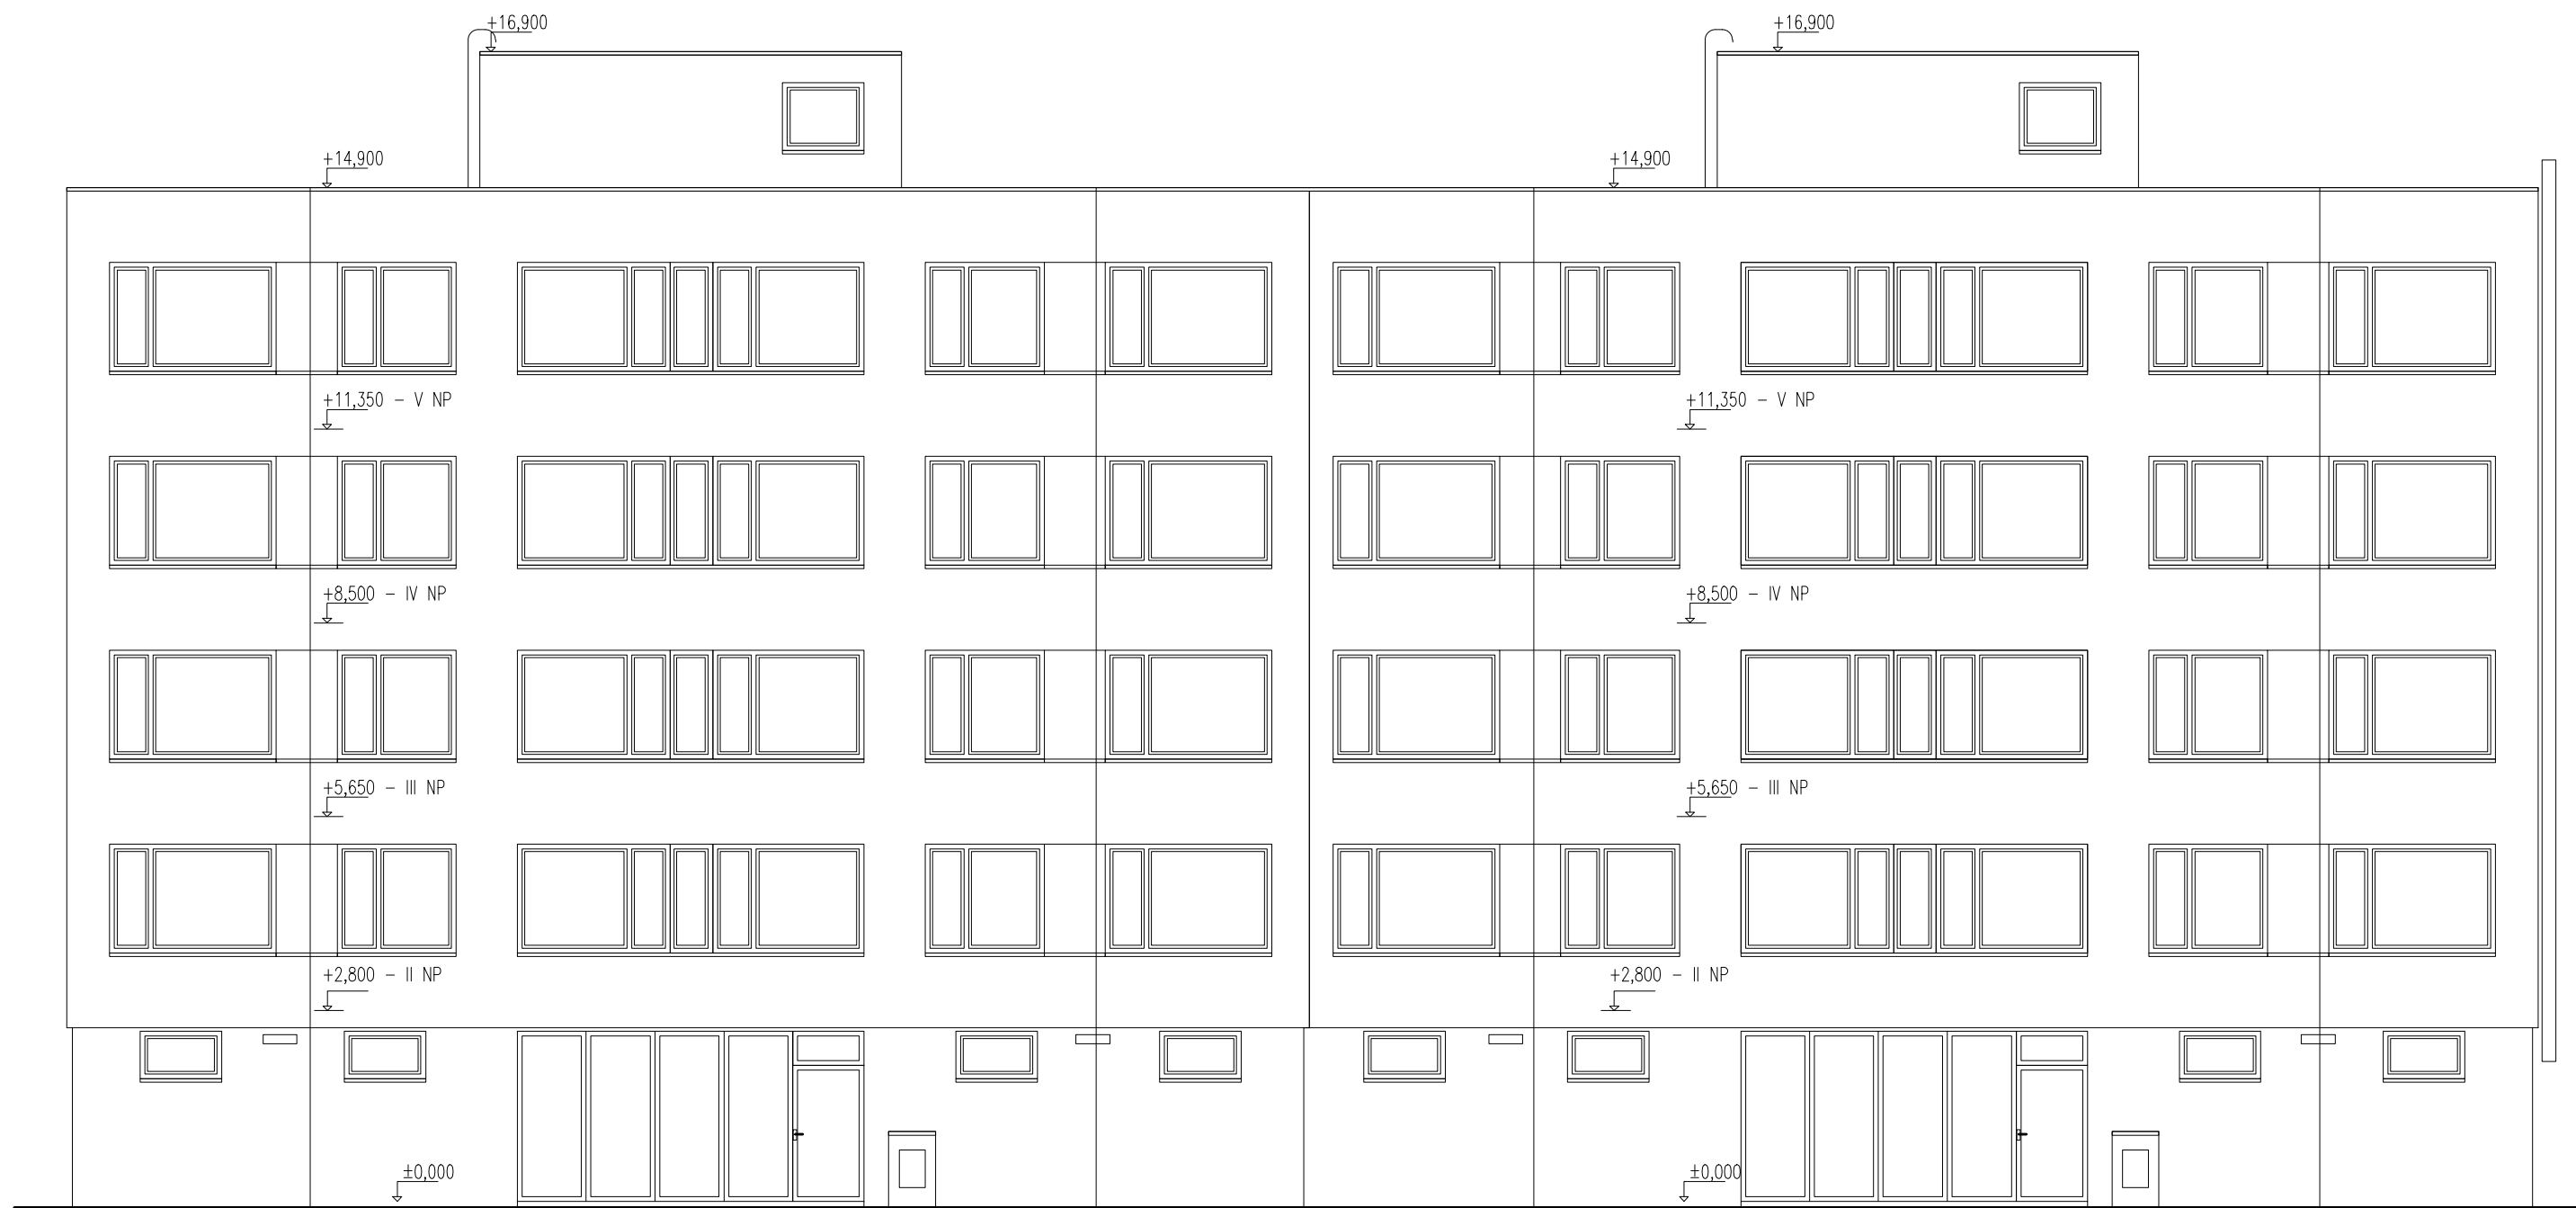 +16,900 +16,900
+14,900 +14,900
+11,350 – V NP +11,350 – V NP
+8,500 – IV NP +8,500 – IV NP
+5,650 – III NP +5,650 – III NP
+2,800 – II NP +2,800 – II NP
±0,000 ±0,000